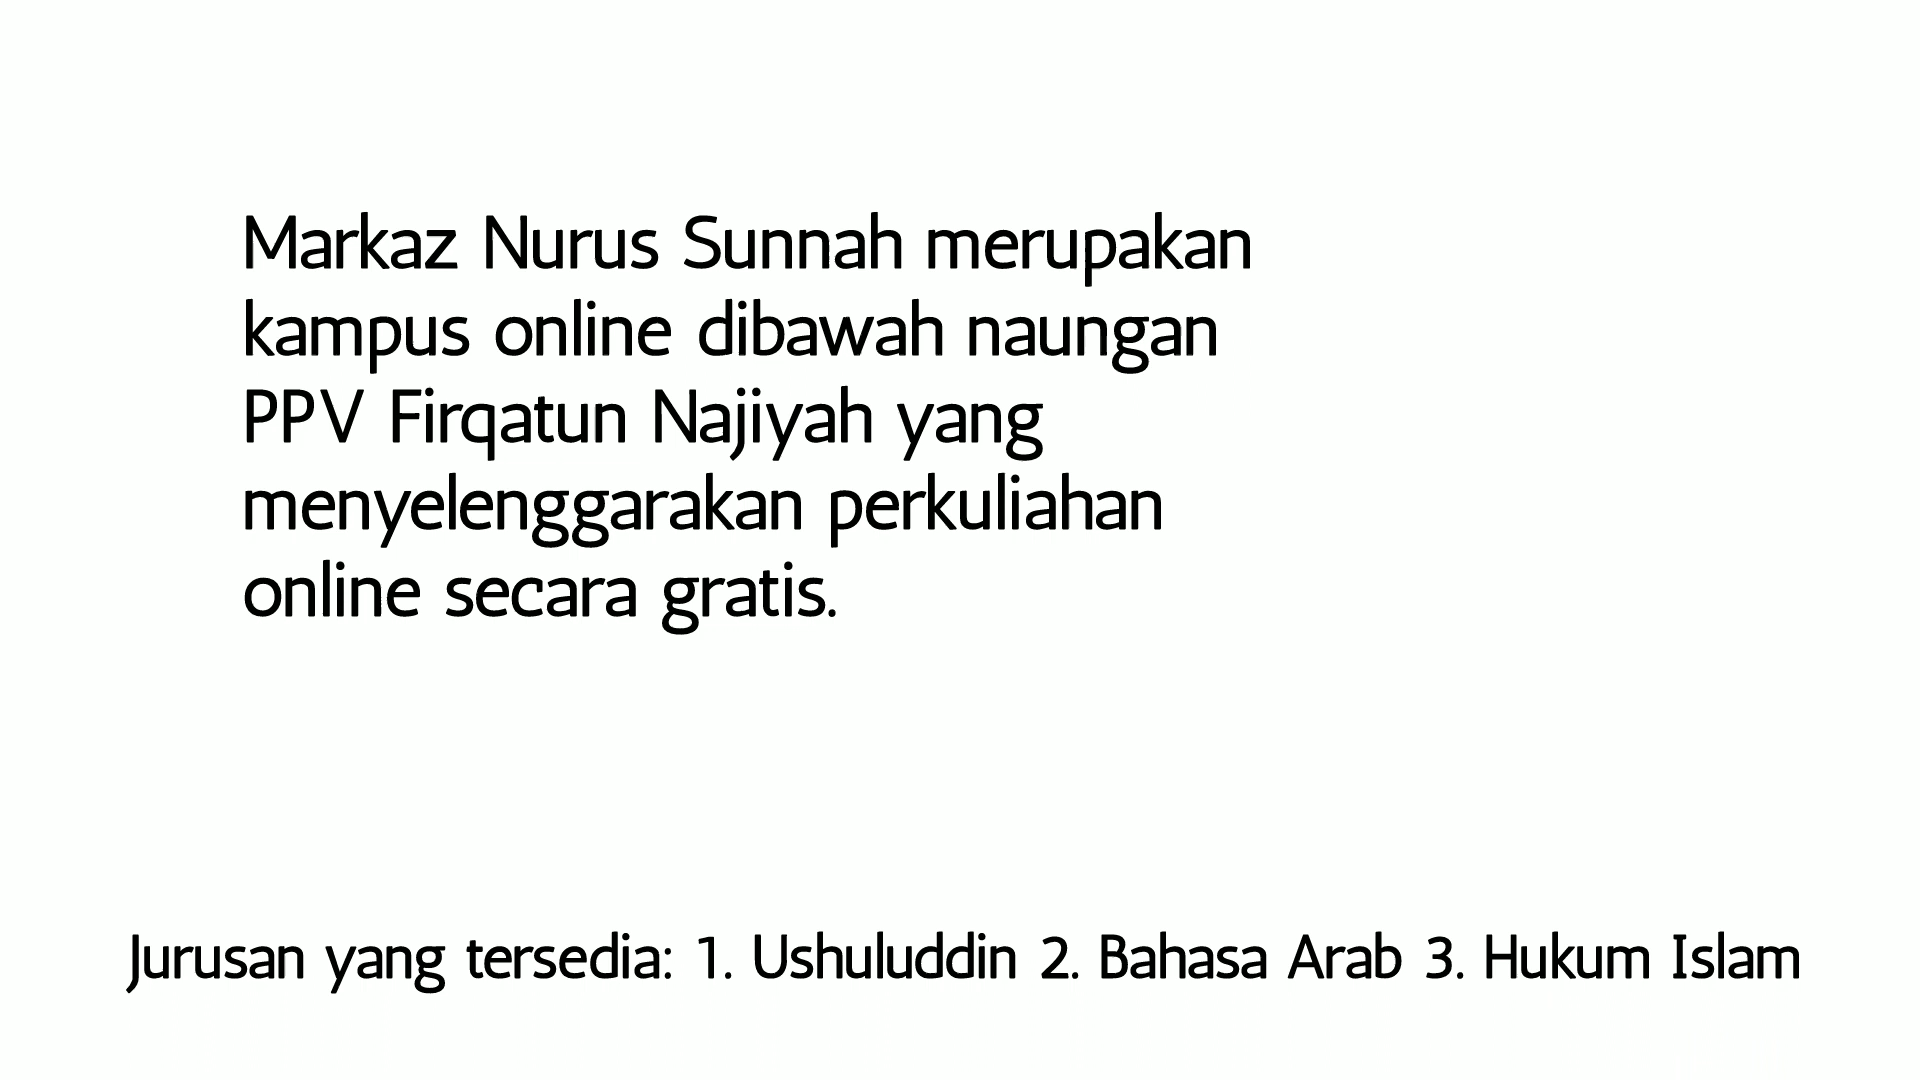 Markaz Nurus Sunnah merupakan
kampus online dibawah naungan
PPV Firqatun Najiyah yang
menyelenggarakan perkuliahan
online secara gratis.
Jurusan yang tersedia: 1. Ushuluddin 2. Bahasa Arab 3. Hukum Islam